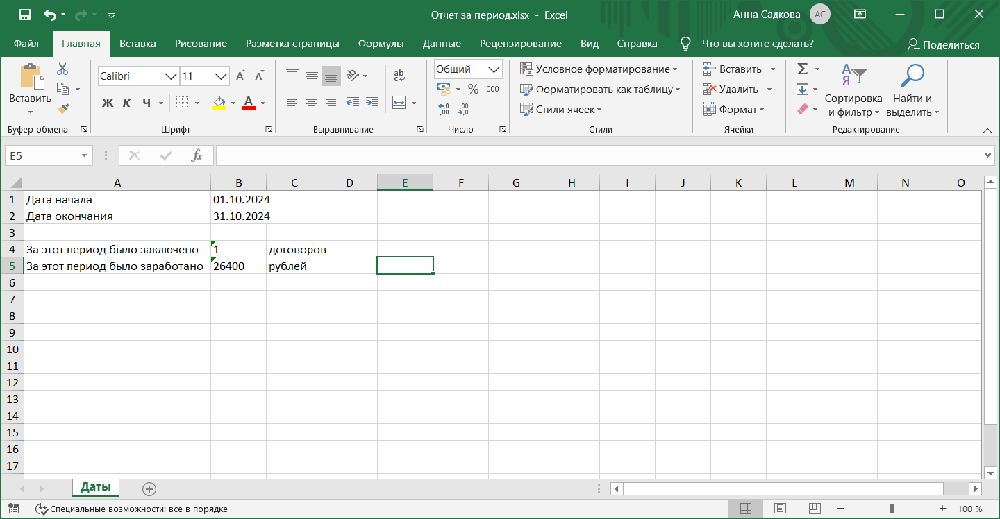 Отчет за период.xlsx - Excel
Анна Садкова АС
Файл Главная Вставка Рисование Разметка страницы Формулы Данные Рецензирование Вид Справка Что вы хотите сделать? Поделиться
Вставить
Буфер обмена
Calibri 11
Ж К Ч А
Шрифт
ab
Выравнивание
Общий
% 000
Число
Условное форматирование
Форматировать как таблицу
Стили ячеек
Стили
Вставить
Удалить
Формат
Ячейки
Сортировка и фильтр
Найти и выделить
Редактирование
E5 fx
A B C D E F G H I J K L M N O
1 Дата начала 01.10.2024
2 Дата окончания 31.10.2024
3
4 За этот период было заключено 1 договоров
5 За этот период было заработано 26400 рублей
6
7
8
9
10
11
12
13
14
15
16
17
Даты
Специальные возможности: все в порядке 100 %